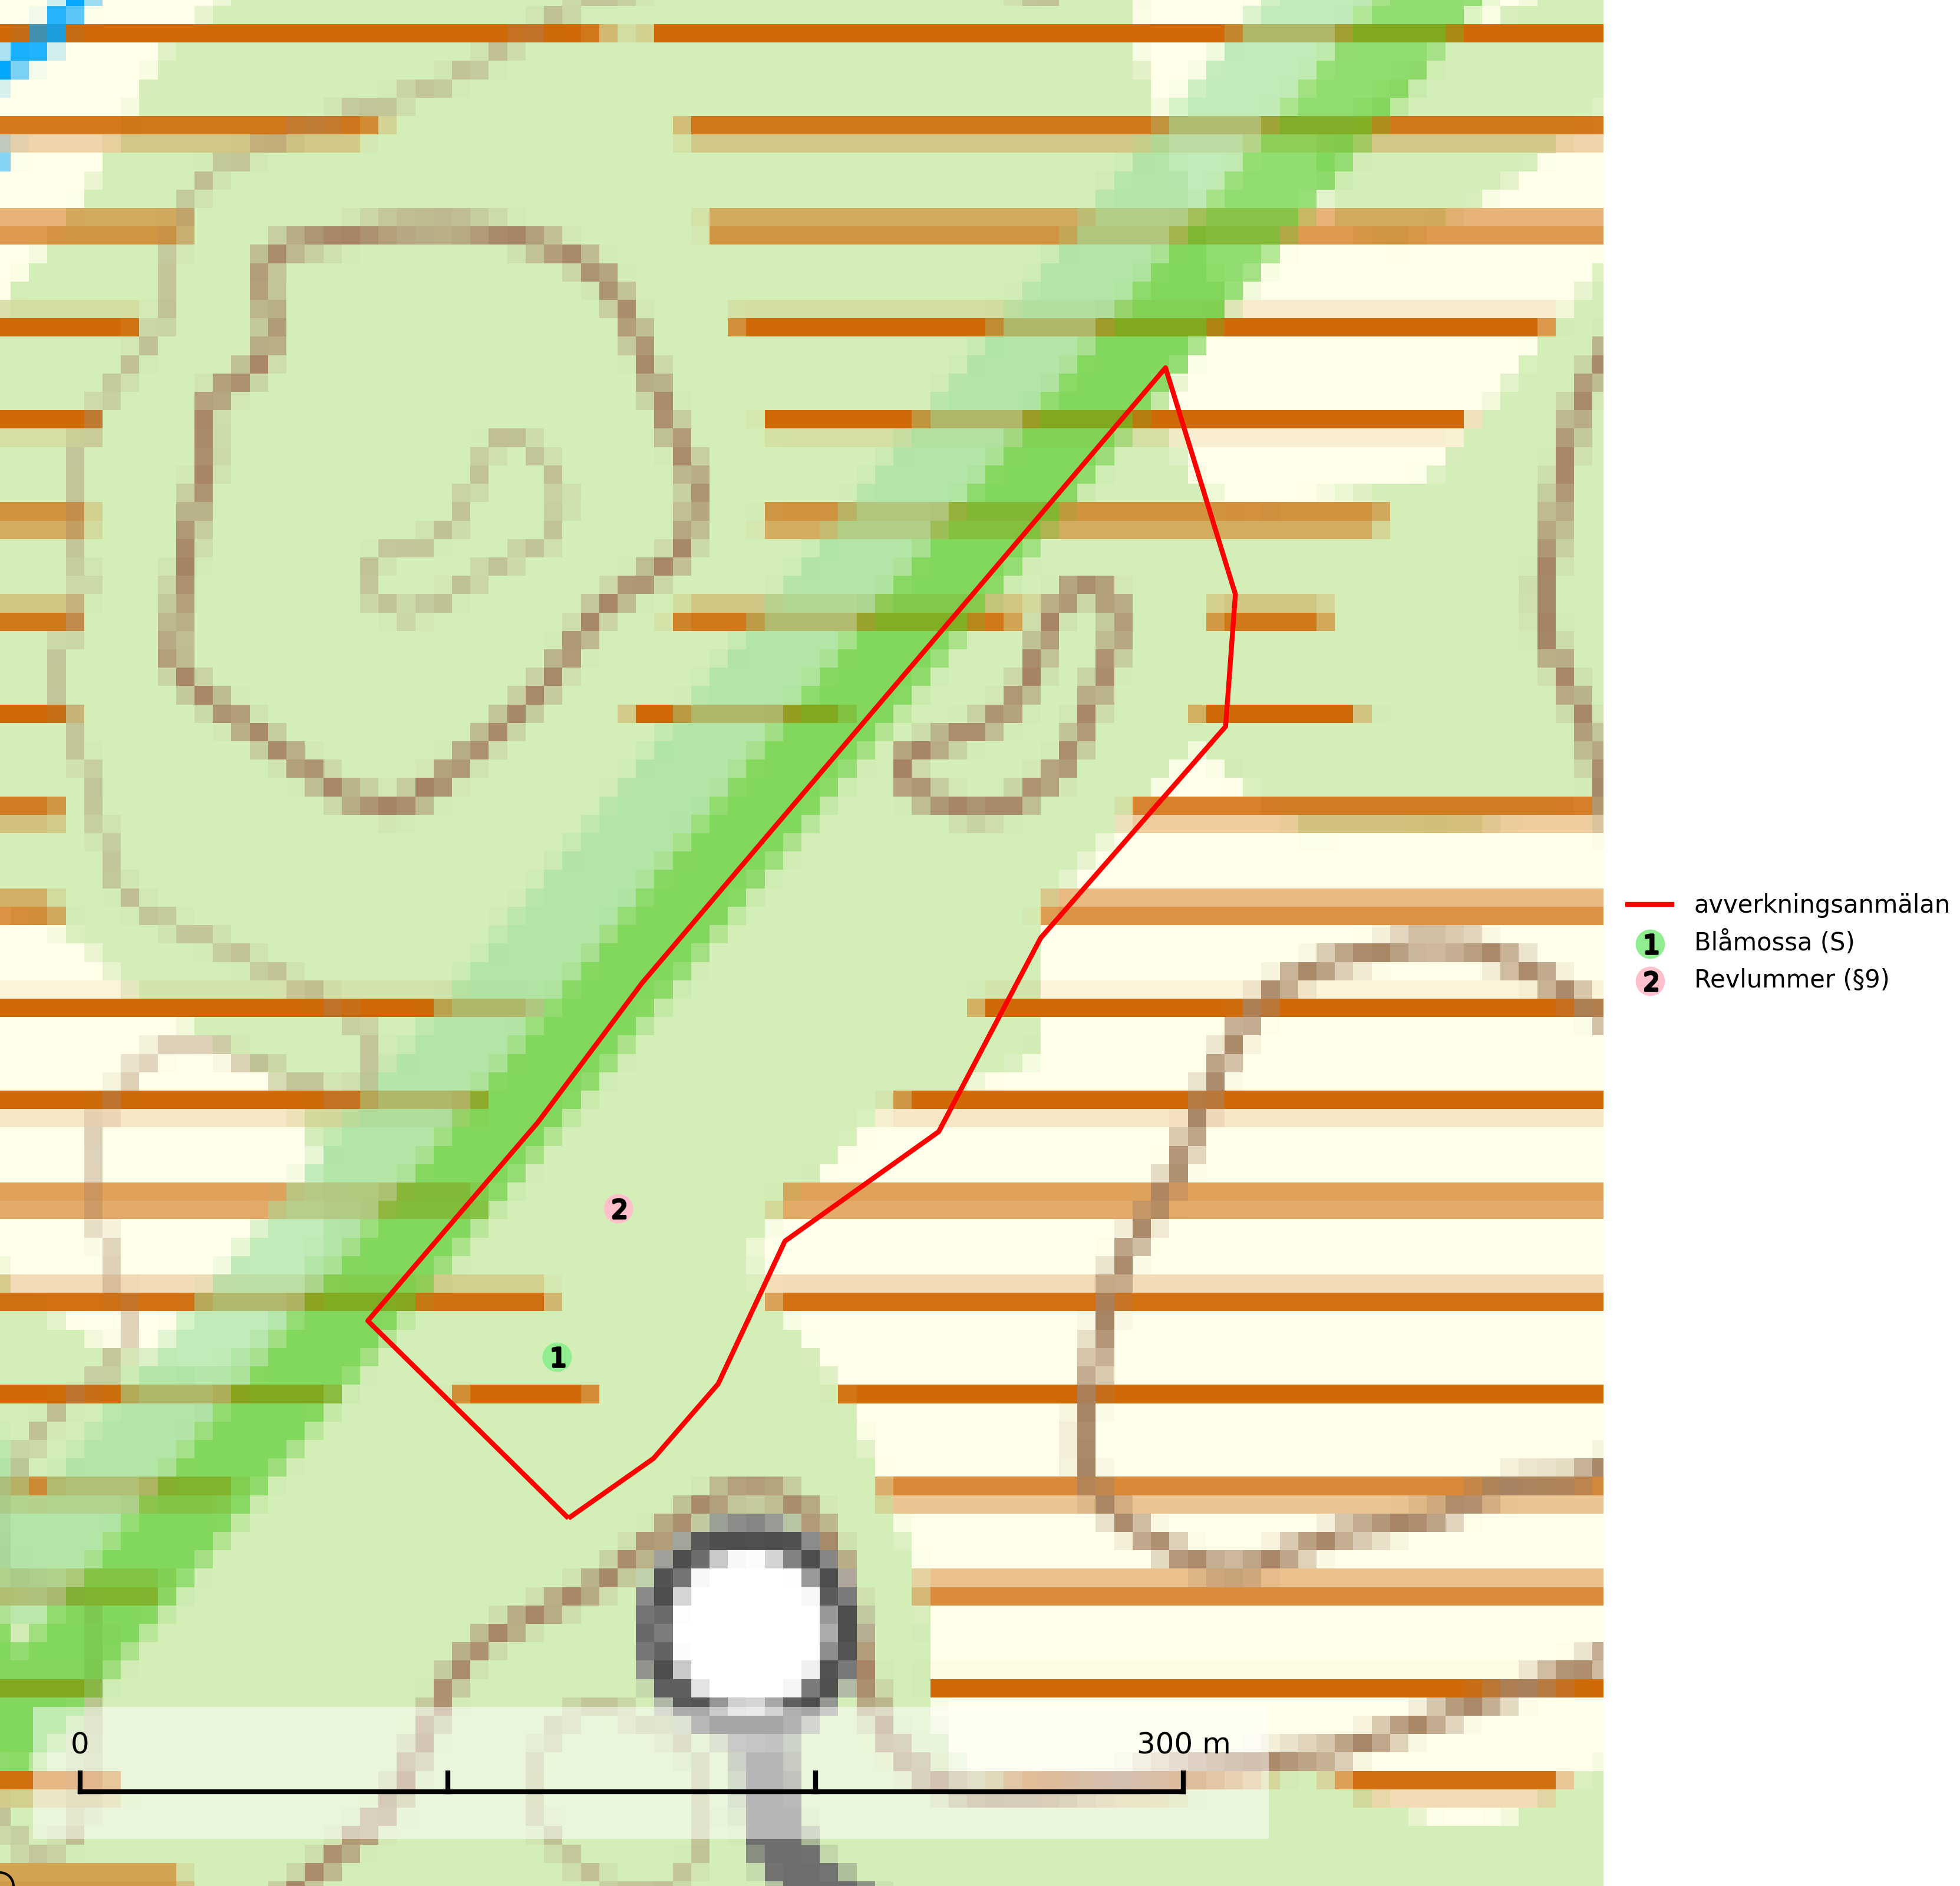 avverkningsanmälan
1 Blåmossa (S)
2 Revlummer (§9)
2
1
0 300 m